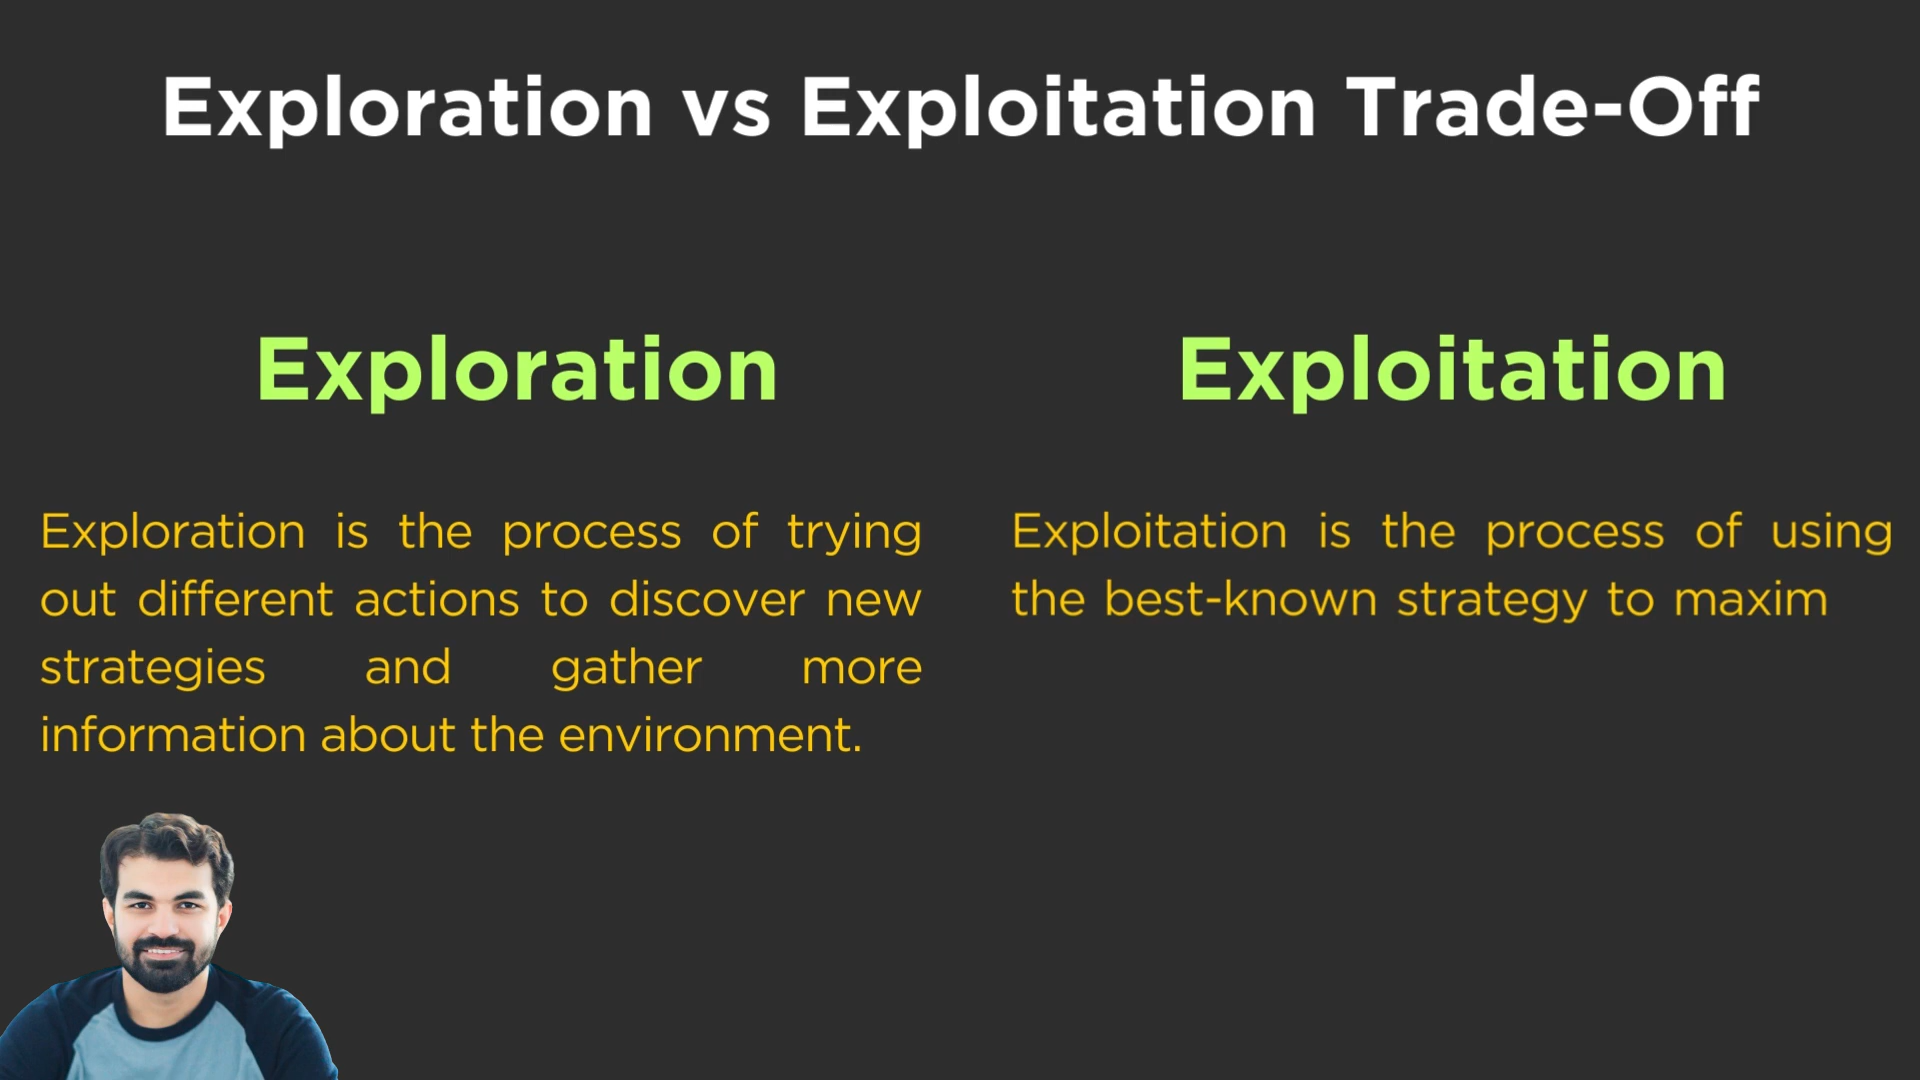 Exploration vs Exploitation Trade-Off
Exploration
Exploration is the process of trying
out different actions to discover new
strategies and gather more
information about the environment.
Exploitation
Exploitation is the process of using
the best-known strategy to maxim